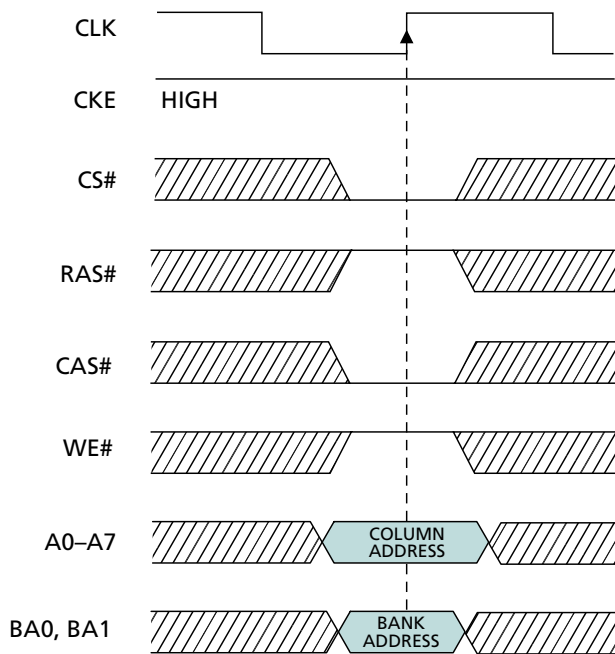 CLK
CKE HIGH
CS#
RAS#
CAS#
WE#
A0–A7 COLUMN
ADDRESS
BA0, BA1 BANK
ADDRESS